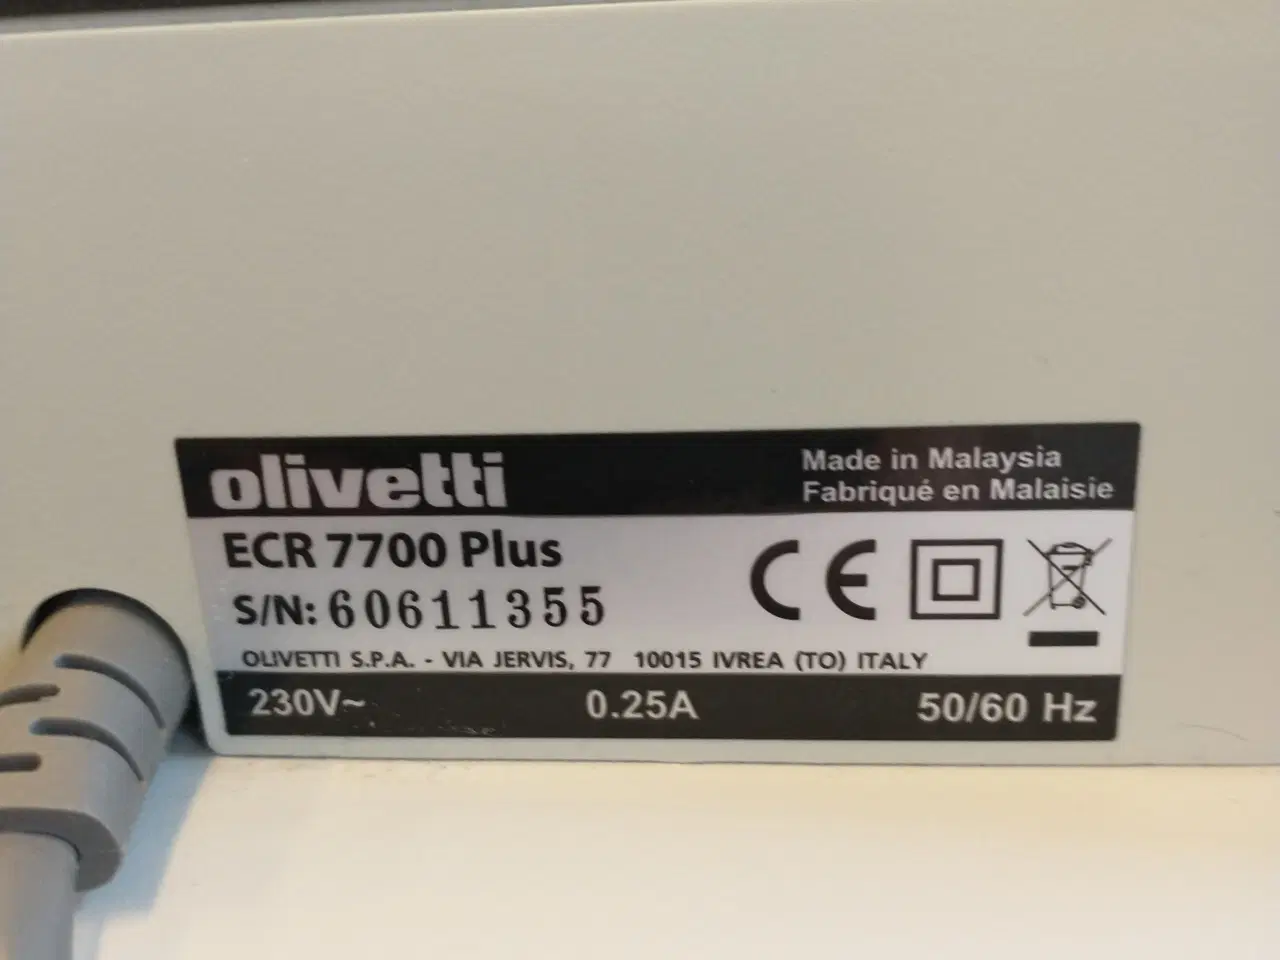 olivetti
Made in Malaysia
Fabriqué en Malaisie
ECR 7700 Plus
S/N: 60611355
CE
OLIVETTI S.P.A. - VIA JERVIS, 77 10015 IVREA (TO) ITALY
230V~ 0.25A 50/60 Hz